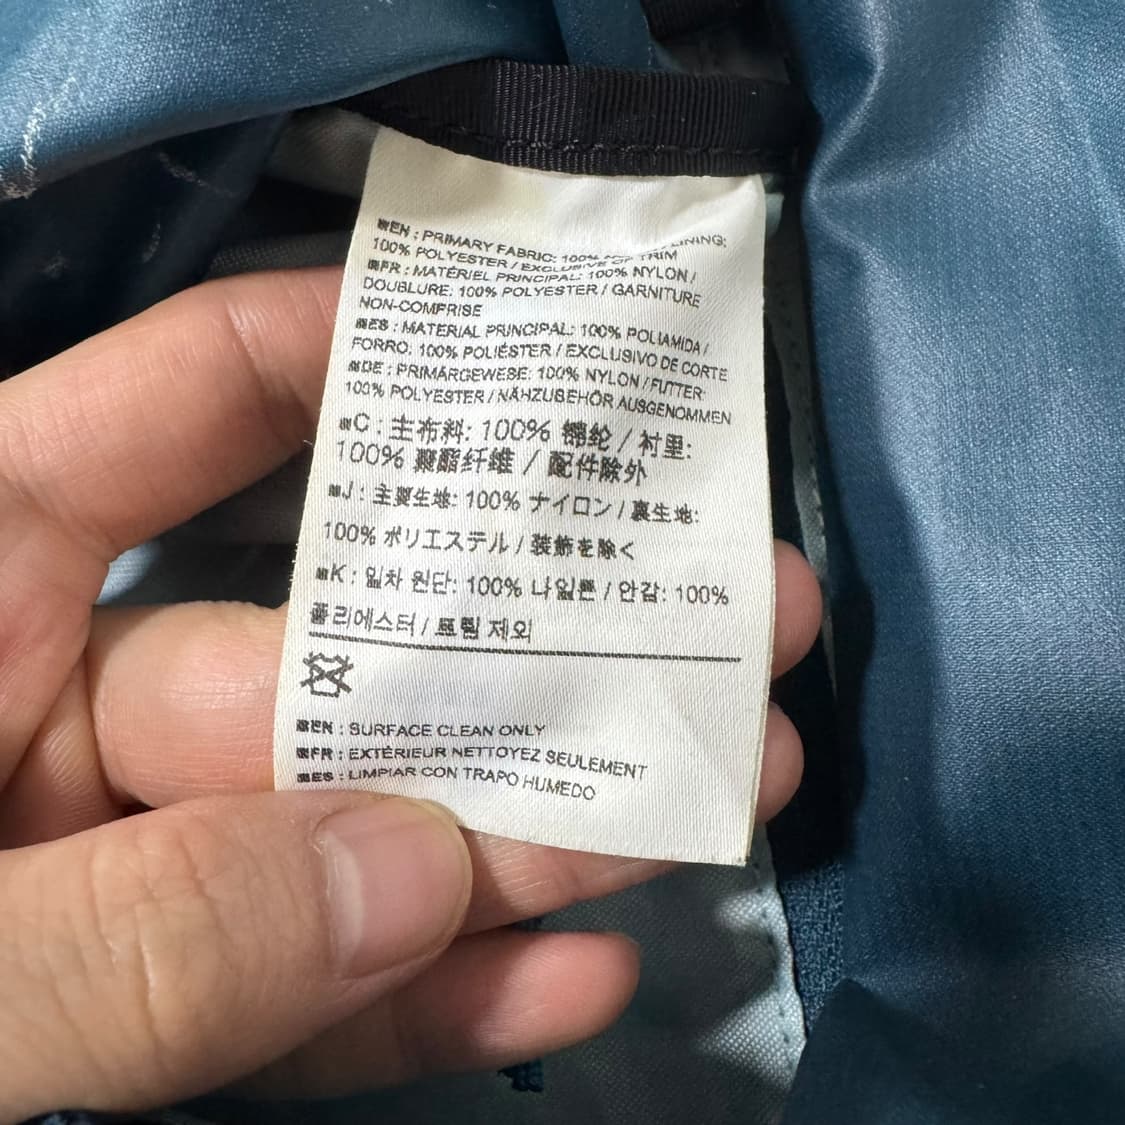 EN : PRIMARY FABRIC: 100% LINING:
100% POLYESTER / EXCLUSIVE OF TRIM
FR : MATÉRIEL PRINCIPAL: 100% NYLON /
DOUBLURE: 100% POLYESTER / GARNITURE
NON-COMPRISE
ES : MATERIAL PRINCIPAL: 100% POLIAMIDA /
FORRO: 100% POLIÉSTER / EXCLUSIVO DE CORTE
DE : PRIMÄRGEWEBE: 100% NYLON / FUTTER:
100% POLYESTER / NÄHZUBEHÖR AUSGENOMMEN
C : 主布料: 100% 锦纶 / 衬里:
100% 聚酯纤维 / 配件除外
J : 主要生地: 100% ナイロン / 裏生地:
100% ポリエステル / 装飾を除く
K : 일차 원단: 100% 나일론 / 안감: 100%
폴리에스터 / 트림 제외
EN : SURFACE CLEAN ONLY
FR : EXTÉRIEUR NETTOYEZ SEULEMENT
ES : LIMPIAR CON TRAPO HUMEDO